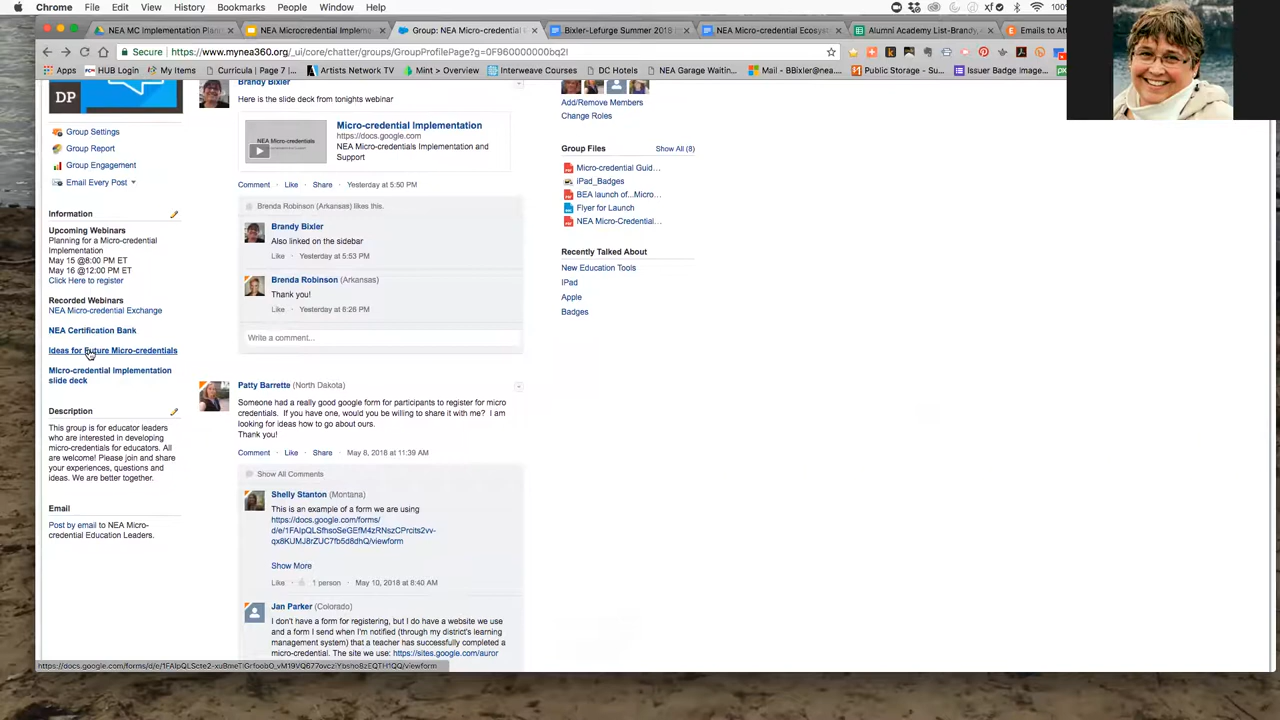 Chrome File Edit View History Bookmarks People Window Help
NEA MC Implementation Plan
NEA Microcredential Implemen
Group: NEA Micro-credential
Bixler-Lefurge Summer 2018
NEA Microcredential Ecosyst
Alumni Academy List-Brandy,
Emails to Att
Secure https://www.mynea360.org/_ui/core/chatter/groups/GroupProfilePage?g=0F960000000bq2I
Apps HUB Login My Items Curricula | Page 7 | Artists Network TV Mint > Overview Interweave Courses DC Hotels NEA Garage Waitin... Mail - BBixler@nea.... Public Storage - Su... Issuer Badge Imag...
DP
Group Settings
Group Report
Group Engagement
Email Every Post
Information
Upcoming Webinars
Planning for a Micro-credential
Implementation
May 15 @8:00 PM ET
May 16 @12:00 PM ET
Click Here to register
Recorded Webinars
NEA Micro-credential Exchange
NEA Certification Bank
Ideas for Future Micro-credentials
Micro-credential Implementation
slide deck
Description
This group is for educator leaders
who are interested in developing
micro-credentials for educators. All
are welcome! Please join and share
your experiences, questions and
ideas. We are better together.
Email
Post by email to NEA Micro-
credential Education Leaders.
Brandy Bixler
Here is the slide deck from tonights webinar
NEA Micro-credentials
Micro-credential Implementation
https://docs.google.com
NEA Micro-credentials Implementation and
Support
Comment · Like · Share · Yesterday at 5:50 PM
Brenda Robinson (Arkansas) likes this.
Brandy Bixler
Also linked on the sidebar
Like · Yesterday at 5:53 PM
Brenda Robinson (Arkansas)
Thank you!
Like · Yesterday at 6:26 PM
Write a comment...
Patty Barrette (North Dakota)
Someone had a really good google form for participants to register for micro
credentials. If you have one, would you be willing to share it with me? I am
looking for ideas how to go about ours.
Thank you!
Comment · Like · Share · May 8, 2018 at 11:39 AM
Show All Comments
Shelly Stanton (Montana)
This is an example of a form we are using
https://docs.google.com/forms/
d/e/1FAIpQLSfhsoSeGEfM4zRNszCPrcits2vv-
qx8KUMJ8rZUC7fb5d8dhQ/viewform
Show More
Like · 1 person · May 10, 2018 at 8:40 AM
Jan Parker (Colorado)
I don't have a form for registering, but I do have a website we use
and a form I send when I'm notified (through my district's learning
management system) that a teacher has successfully completed a
micro-credential. The site we use: https://sites.google.com/auror
Add/Remove Members
Change Roles
Group Files Show All (8)
Micro-credential Guid...
iPad_Badges
BEA launch of...Micro...
Flyer for Launch
NEA Micro-Credential...
Recently Talked About
New Education Tools
IPad
Apple
Badges